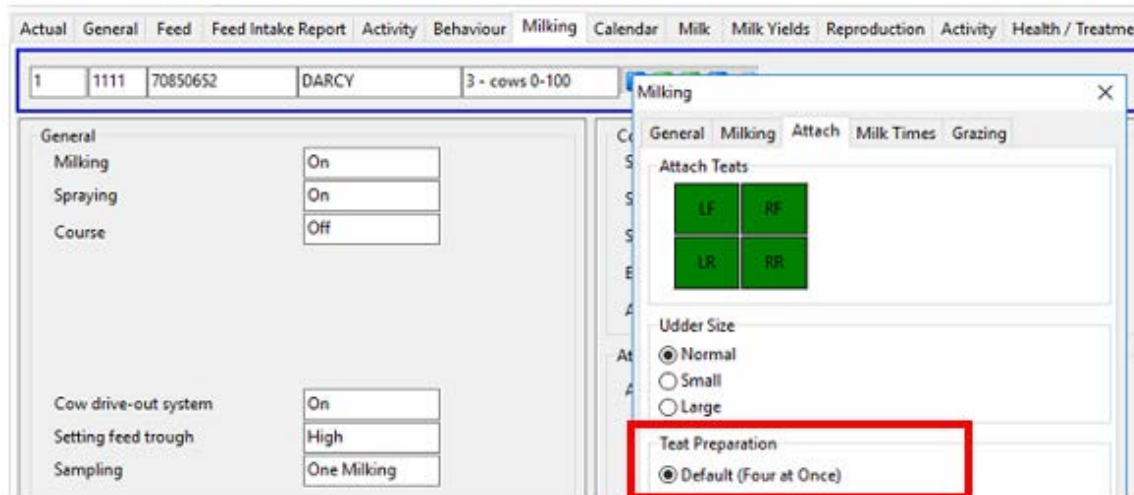 Actual General Feed Feed Intake Report Activity Behaviour Milking Calendar Milk Milk Yields Reproduction Activity Health / Treatme
1 1111 70850652 DARCY 3 - cows 0-100
General
Milking On
Spraying On
Course Off
Cow drive-out system On
Setting feed trough High
Sampling One Milking
Milking
General Milking Attach Milk Times Grazing
Attach Teats
LF RF
LR RR
Udder Size
Normal
Small
Large
Teat Preparation
Default (Four at Once)